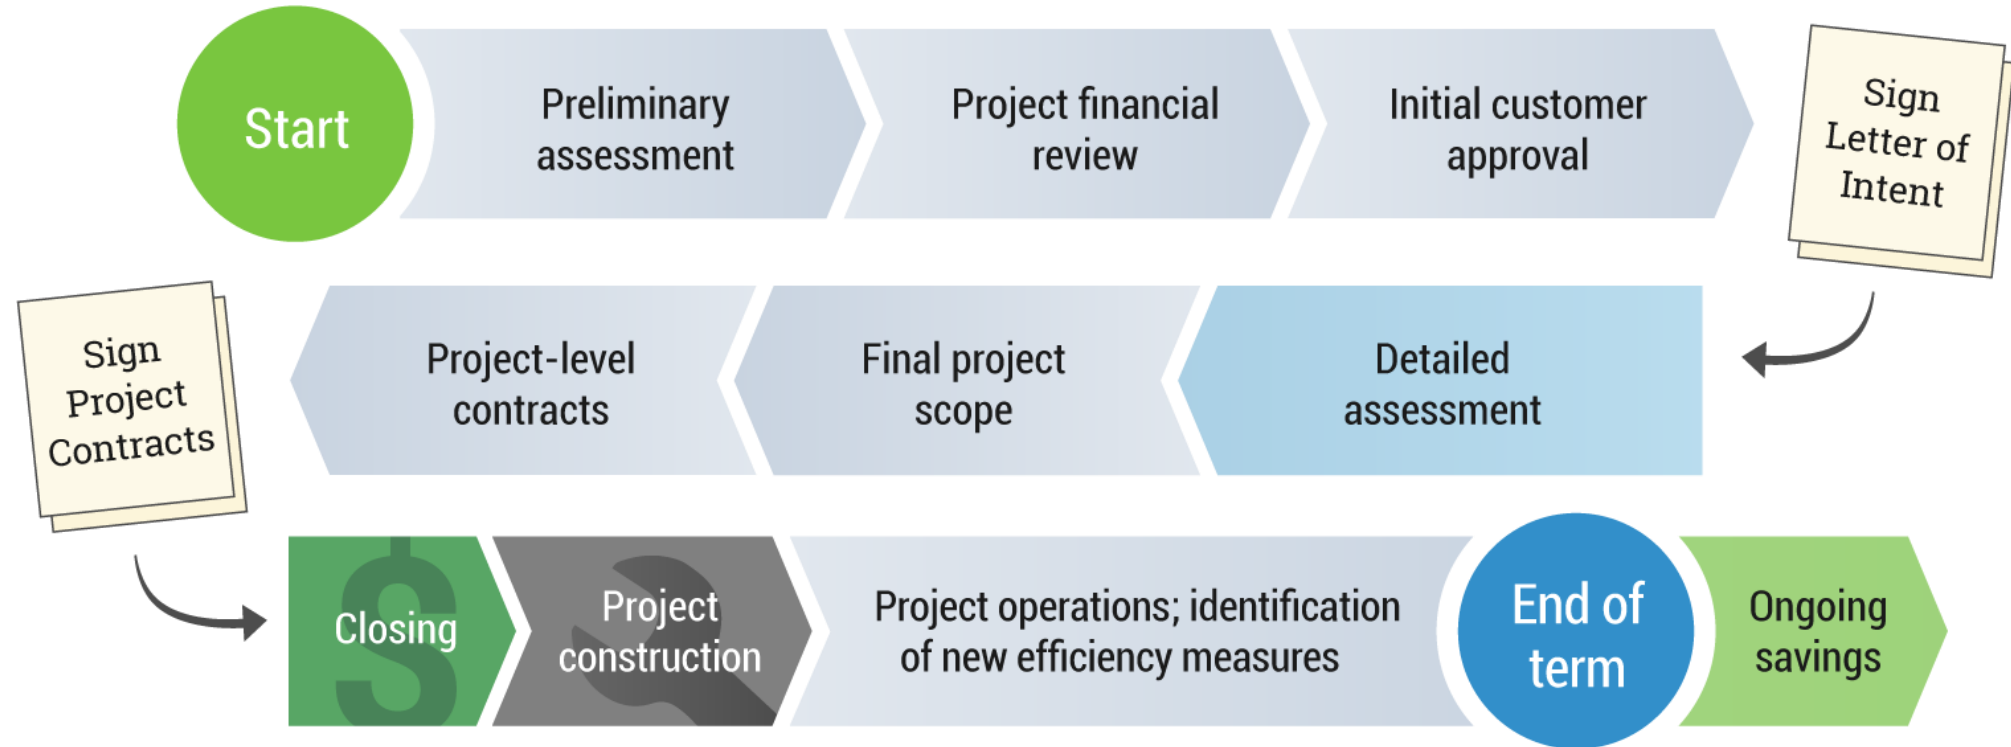 Start
Preliminary
assessment
Project financial
review
Initial customer
approval
Sign
Letter of
Intent
Detailed
assessment
Final project
scope
Project-level
contracts
Sign
Project
Contracts
Closing
Project
construction
Project operations; identification
of new efficiency measures
End of
term
Ongoing
savings